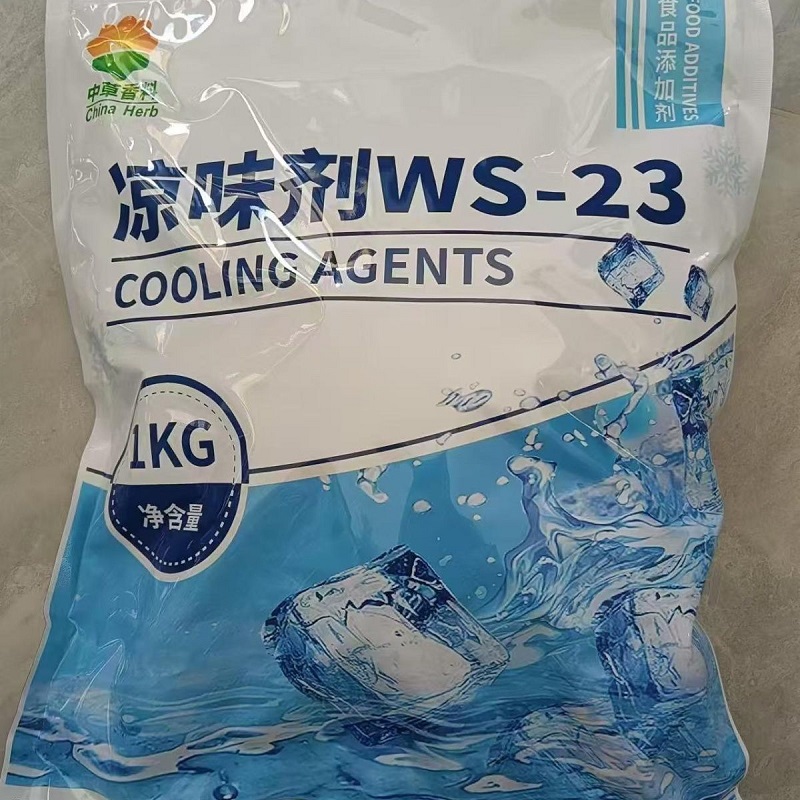 中草香料
China Herb
食品添加剂
FOOD ADDITIVES
凉味剂WS-23
COOLING AGENTS
1KG
净含量